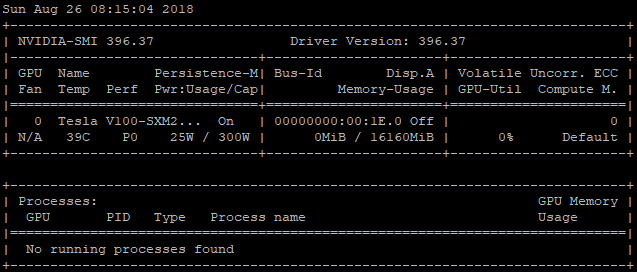 Sun Aug 26 08:15:04 2018
+-----------------------------------------------------------------------------+
| NVIDIA-SMI 396.37                 Driver Version: 396.37                    |
|-------------------------------+----------------------+----------------------+
| GPU  Name        Persistence-M| Bus-Id        Disp.A | Volatile Uncorr. ECC |
| Fan  Temp  Perf  Pwr:Usage/Cap|         Memory-Usage | GPU-Util  Compute M. |
|===============================+======================+======================|
|   0  Tesla V100-SXM2...  On   | 00000000:00:1E.0 Off |                    0 |
| N/A   39C    P0    25W / 300W |      0MiB / 16160MiB |      0%      Default |
+-------------------------------+----------------------+----------------------+

+-----------------------------------------------------------------------------+
| Processes:                                                       GPU Memory |
|  GPU       PID   Type   Process name                             Usage      |
|=============================================================================|
|  No running processes found                                                 |
+-----------------------------------------------------------------------------+